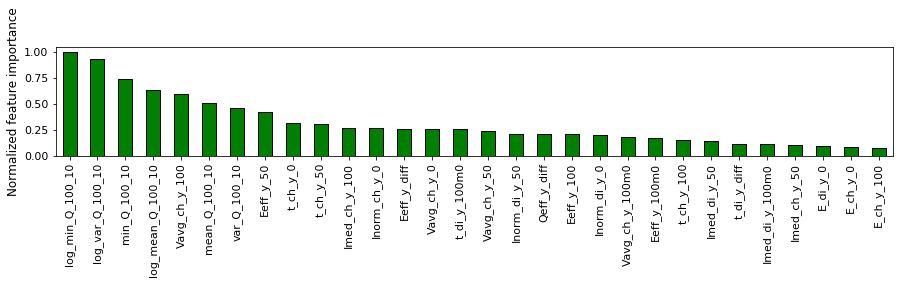 Normalized feature importance
1.00
0.75
0.50
0.25
0.00
log_min_Q_100_10
log_var_Q_100_10
min_Q_100_10
log_mean_Q_100_10
Vavg_ch_y_100
mean_Q_100_10
var_Q_100_10
Eeff_y_50
t_ch_y_0
t_ch_y_50
Imed_ch_y_100
Inorm_ch_y_0
Eeff_y_diff
Vavg_ch_y_0
t_di_y_100m0
Vavg_ch_y_50
Inorm_di_y_50
Qeff_y_diff
Eeff_y_100
Inorm_di_y_0
Vavg_ch_y_100m0
Eeff_y_100m0
t_ch_y_100
Imed_di_y_50
t_di_y_diff
Imed_di_y_100m0
Imed_ch_y_50
E_di_y_0
E_ch_y_0
E_ch_y_100